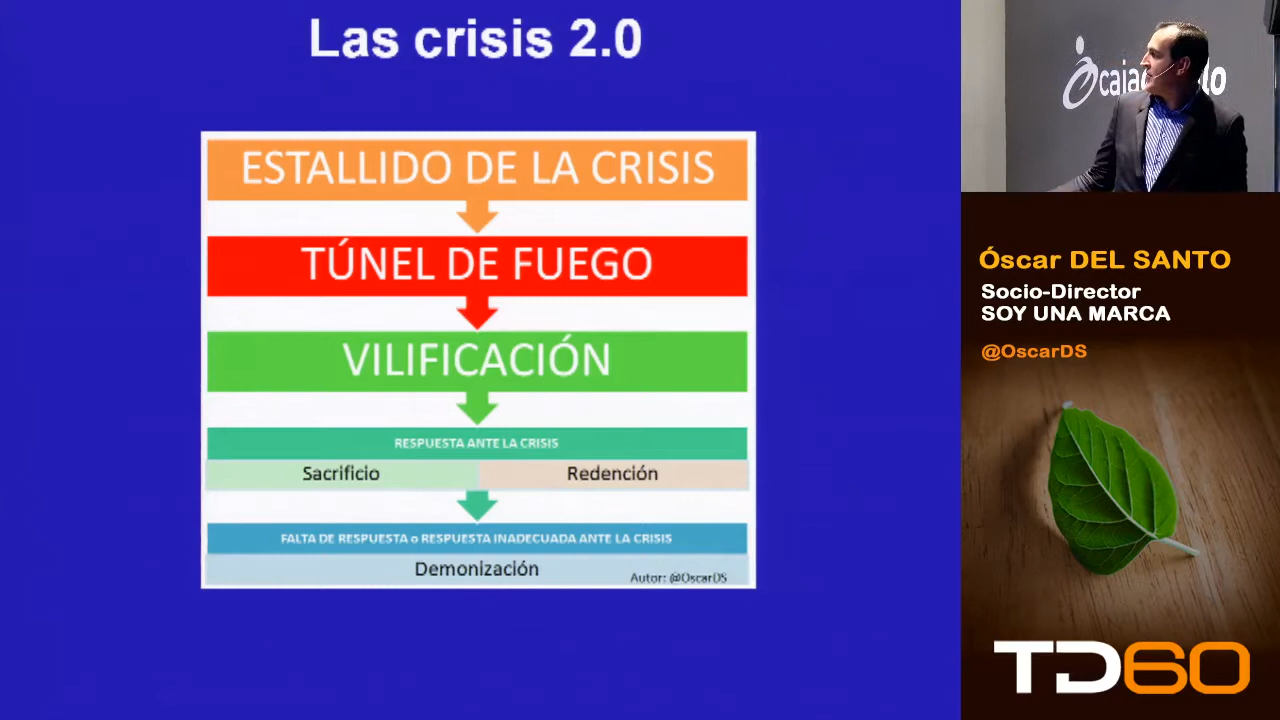 Las crisis 2.0
ESTALLIDO DE LA CRISIS
TÚNEL DE FUEGO
VILIFICACIÓN
RESPUESTA ANTE LA CRISIS
Sacrificio Redención
FALTA DE RESPUESTA o RESPUESTA INADECUADA ANTE LA CRISIS
Demonización
Autor: @OscarDS
Óscar DEL SANTO
Socio-Director
SOY UNA MARCA
@OscarDS
TD60